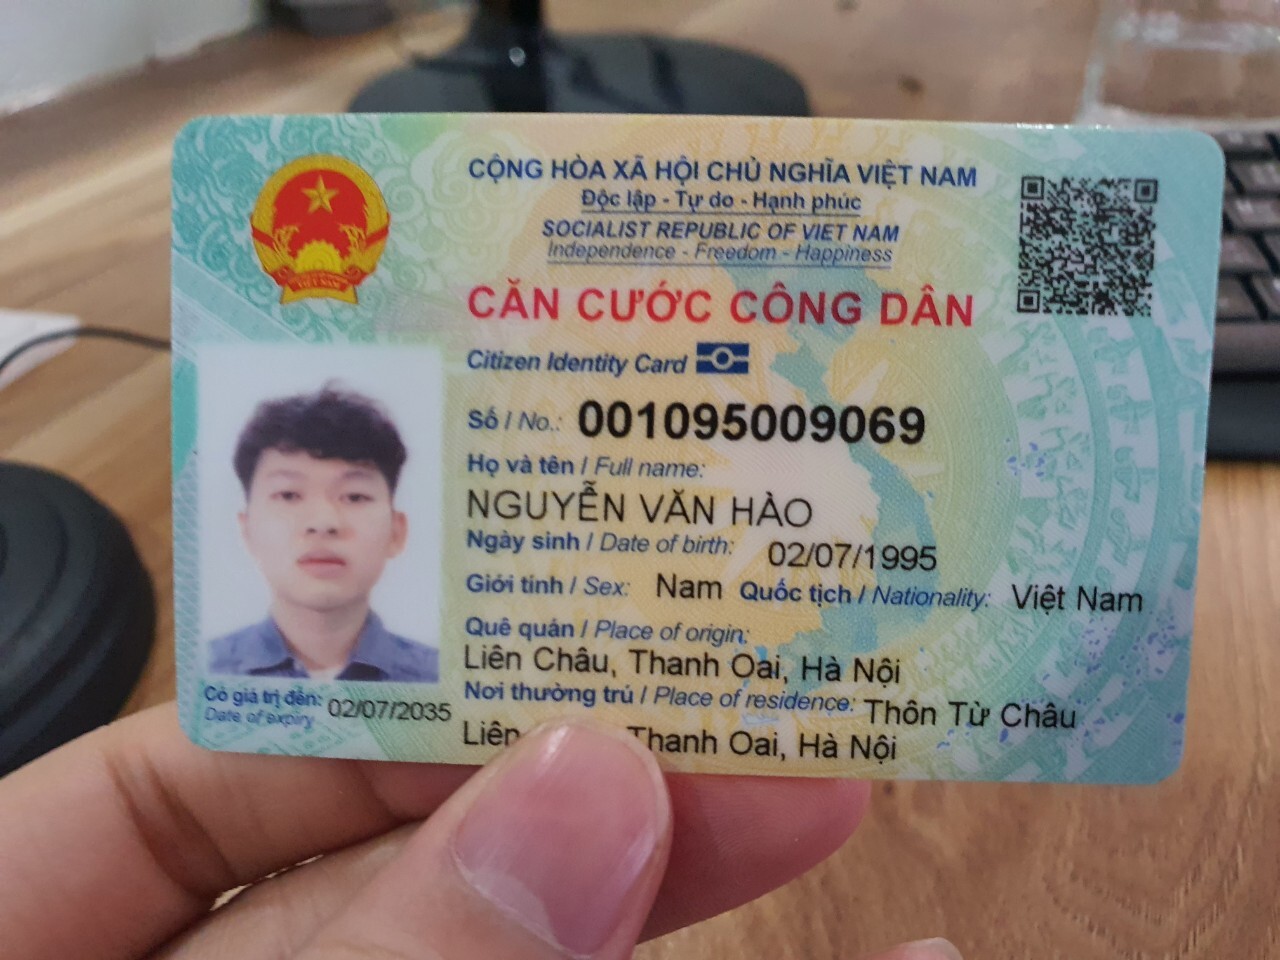 CỘNG HÒA XÃ HỘI CHỦ NGHĨA VIỆT NAM
Độc lập - Tự do - Hạnh phúc
SOCIALIST REPUBLIC OF VIET NAM
Independence - Freedom - Happiness
CĂN CƯỚC CÔNG DÂN
Citizen Identity Card
Số / No.: 001095009069
Họ và tên / Full name:
NGUYỄN VĂN HÀO
Ngày sinh / Date of birth: 02/07/1995
Giới tính / Sex: Nam Quốc tịch / Nationality: Việt Nam
Quê quán / Place of origin:
Liên Châu, Thanh Oai, Hà Nội
Nơi thường trú / Place of residence: Thôn Từ Châu
Liên Thanh Oai, Hà Nội
Có giá trị đến: 02/07/2035
Date of expiry
VIỆT NAM